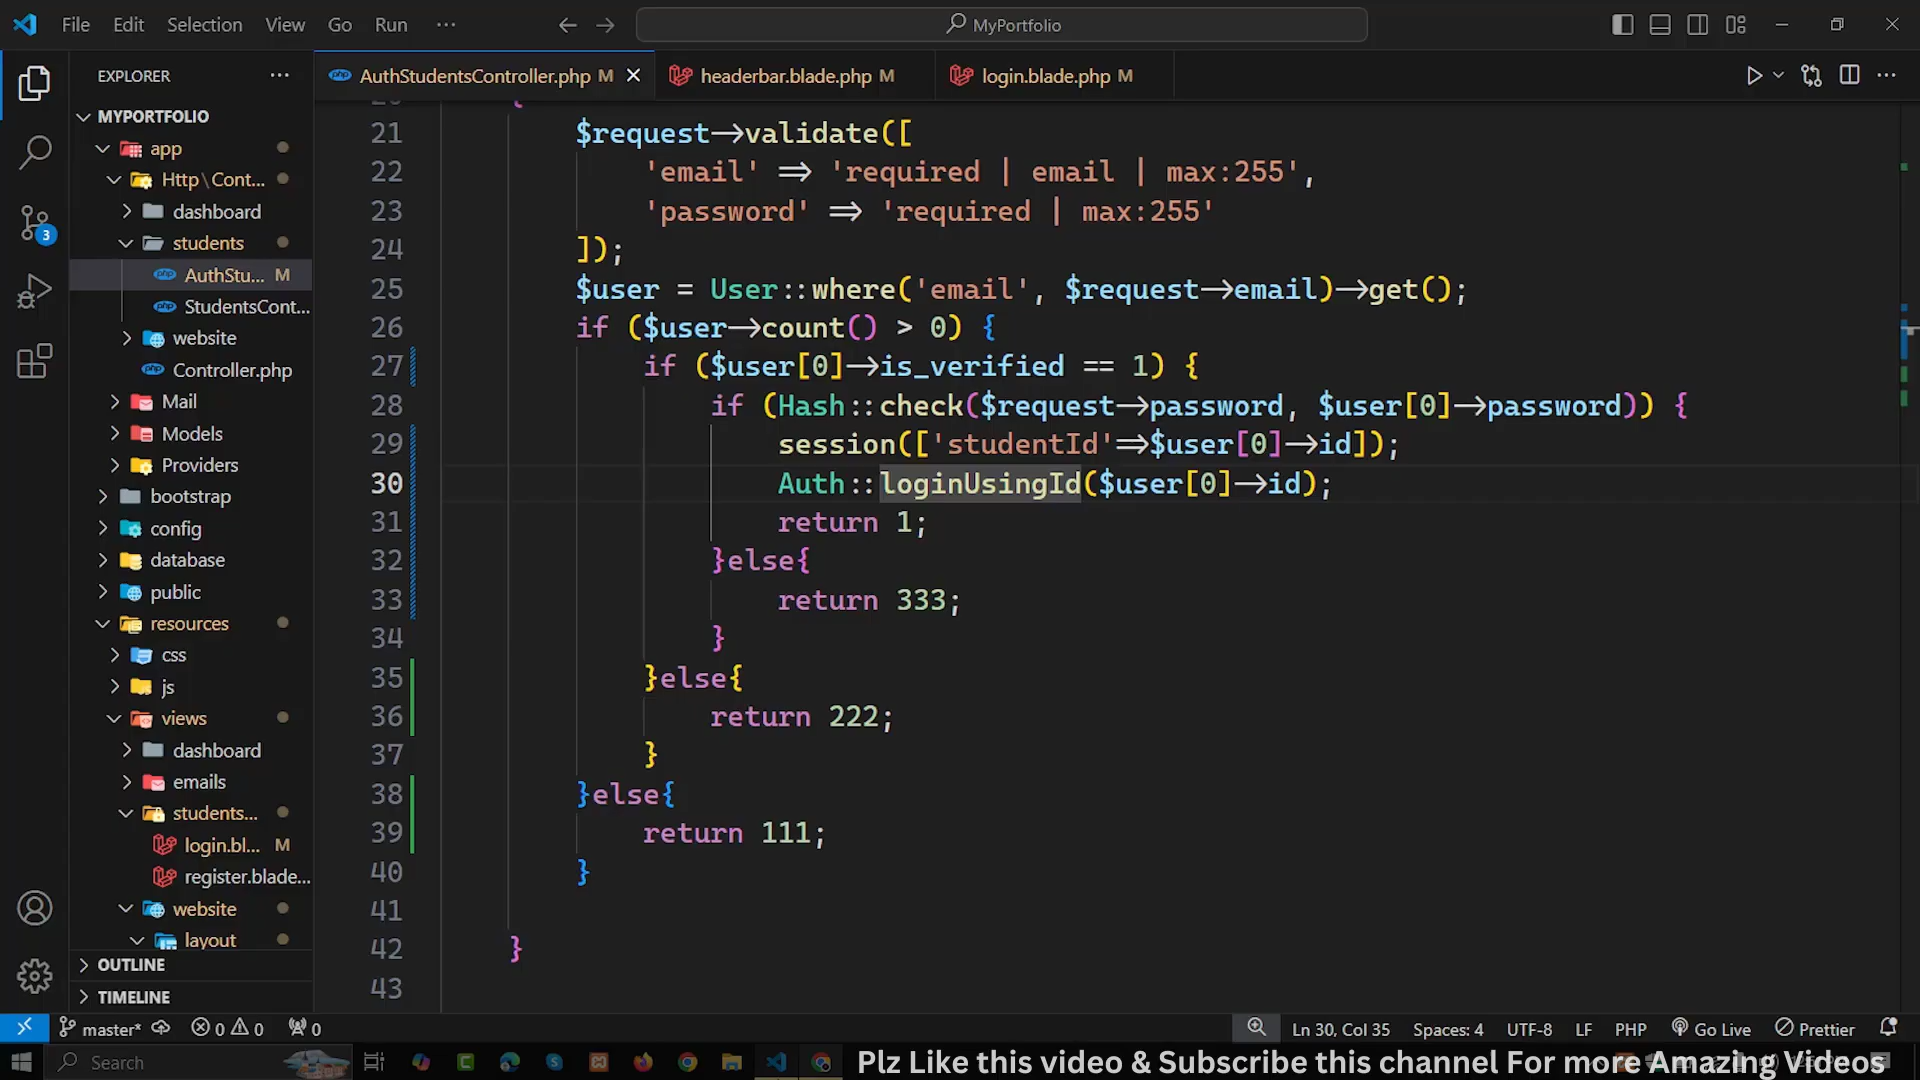 File Edit Selection View Go Run ···
MyPortfolio
EXPLORER
AuthStudentsController.php M
headerbar.blade.php M
login.blade.php M
MYPORTFOLIO
app
Http\Cont...
dashboard
students
AuthStu... M
StudentsCont...
website
Controller.php
Mail
Models
Providers
bootstrap
config
database
public
resources
css
js
views
dashboard
emails
students...
login.bl... M
register.blade...
website
layout
OUTLINE
TIMELINE
21 $request->validate([
22 'email' => 'required | email | max:255',
23 'password' => 'required | max:255'
24 ]);
25 $user = User::where('email', $request->email)->get();
26 if ($user->count() > 0) {
27 if ($user[0]->is_verified == 1) {
28 if (Hash::check($request->password, $user[0]->password)) {
29 session(['studentId'=>$user[0]->id]);
30 Auth::loginUsingId($user[0]->id);
31 return 1;
32 }else{
33 return 333;
34 }
35 }else{
36 return 222;
37 }
38 }else{
39 return 111;
40 }
41
42 }
43
3
master* 0 0 0
Ln 30, Col 35 Spaces: 4 UTF-8 LF PHP Go Live Prettier
Search
Plz Like this video & Subscribe this channel For more Amazing Videos